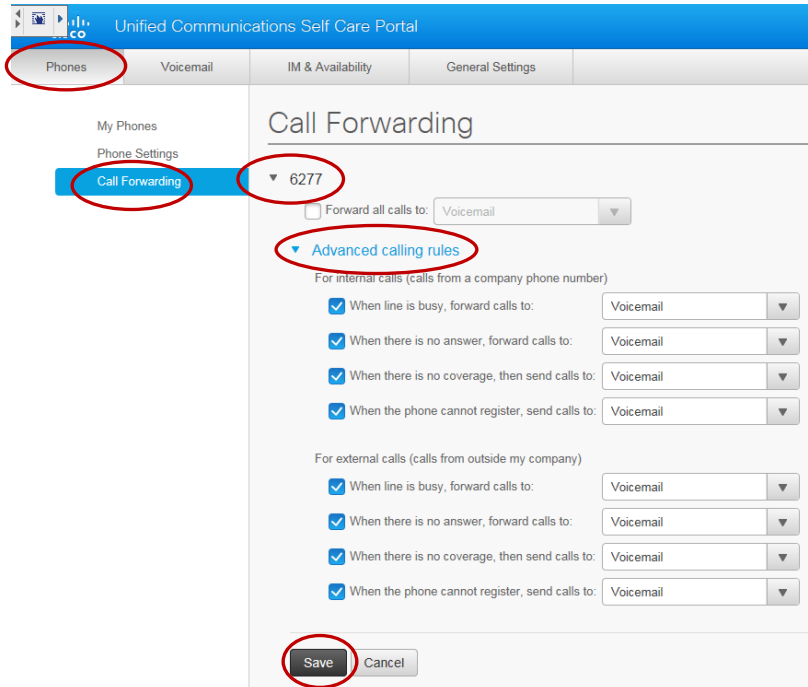 cisco Unified Communications Self Care Portal
Phones Voicemail IM & Availability General Settings
My Phones
Phone Settings
Call Forwarding
Call Forwarding
6277
Forward all calls to: Voicemail
Advanced calling rules
For internal calls (calls from a company phone number)
When line is busy, forward calls to: Voicemail
When there is no answer, forward calls to: Voicemail
When there is no coverage, then send calls to: Voicemail
When the phone cannot register, send calls to: Voicemail
For external calls (calls from outside my company)
When line is busy, forward calls to: Voicemail
When there is no answer, forward calls to: Voicemail
When there is no coverage, then send calls to: Voicemail
When the phone cannot register, send calls to: Voicemail
Save Cancel